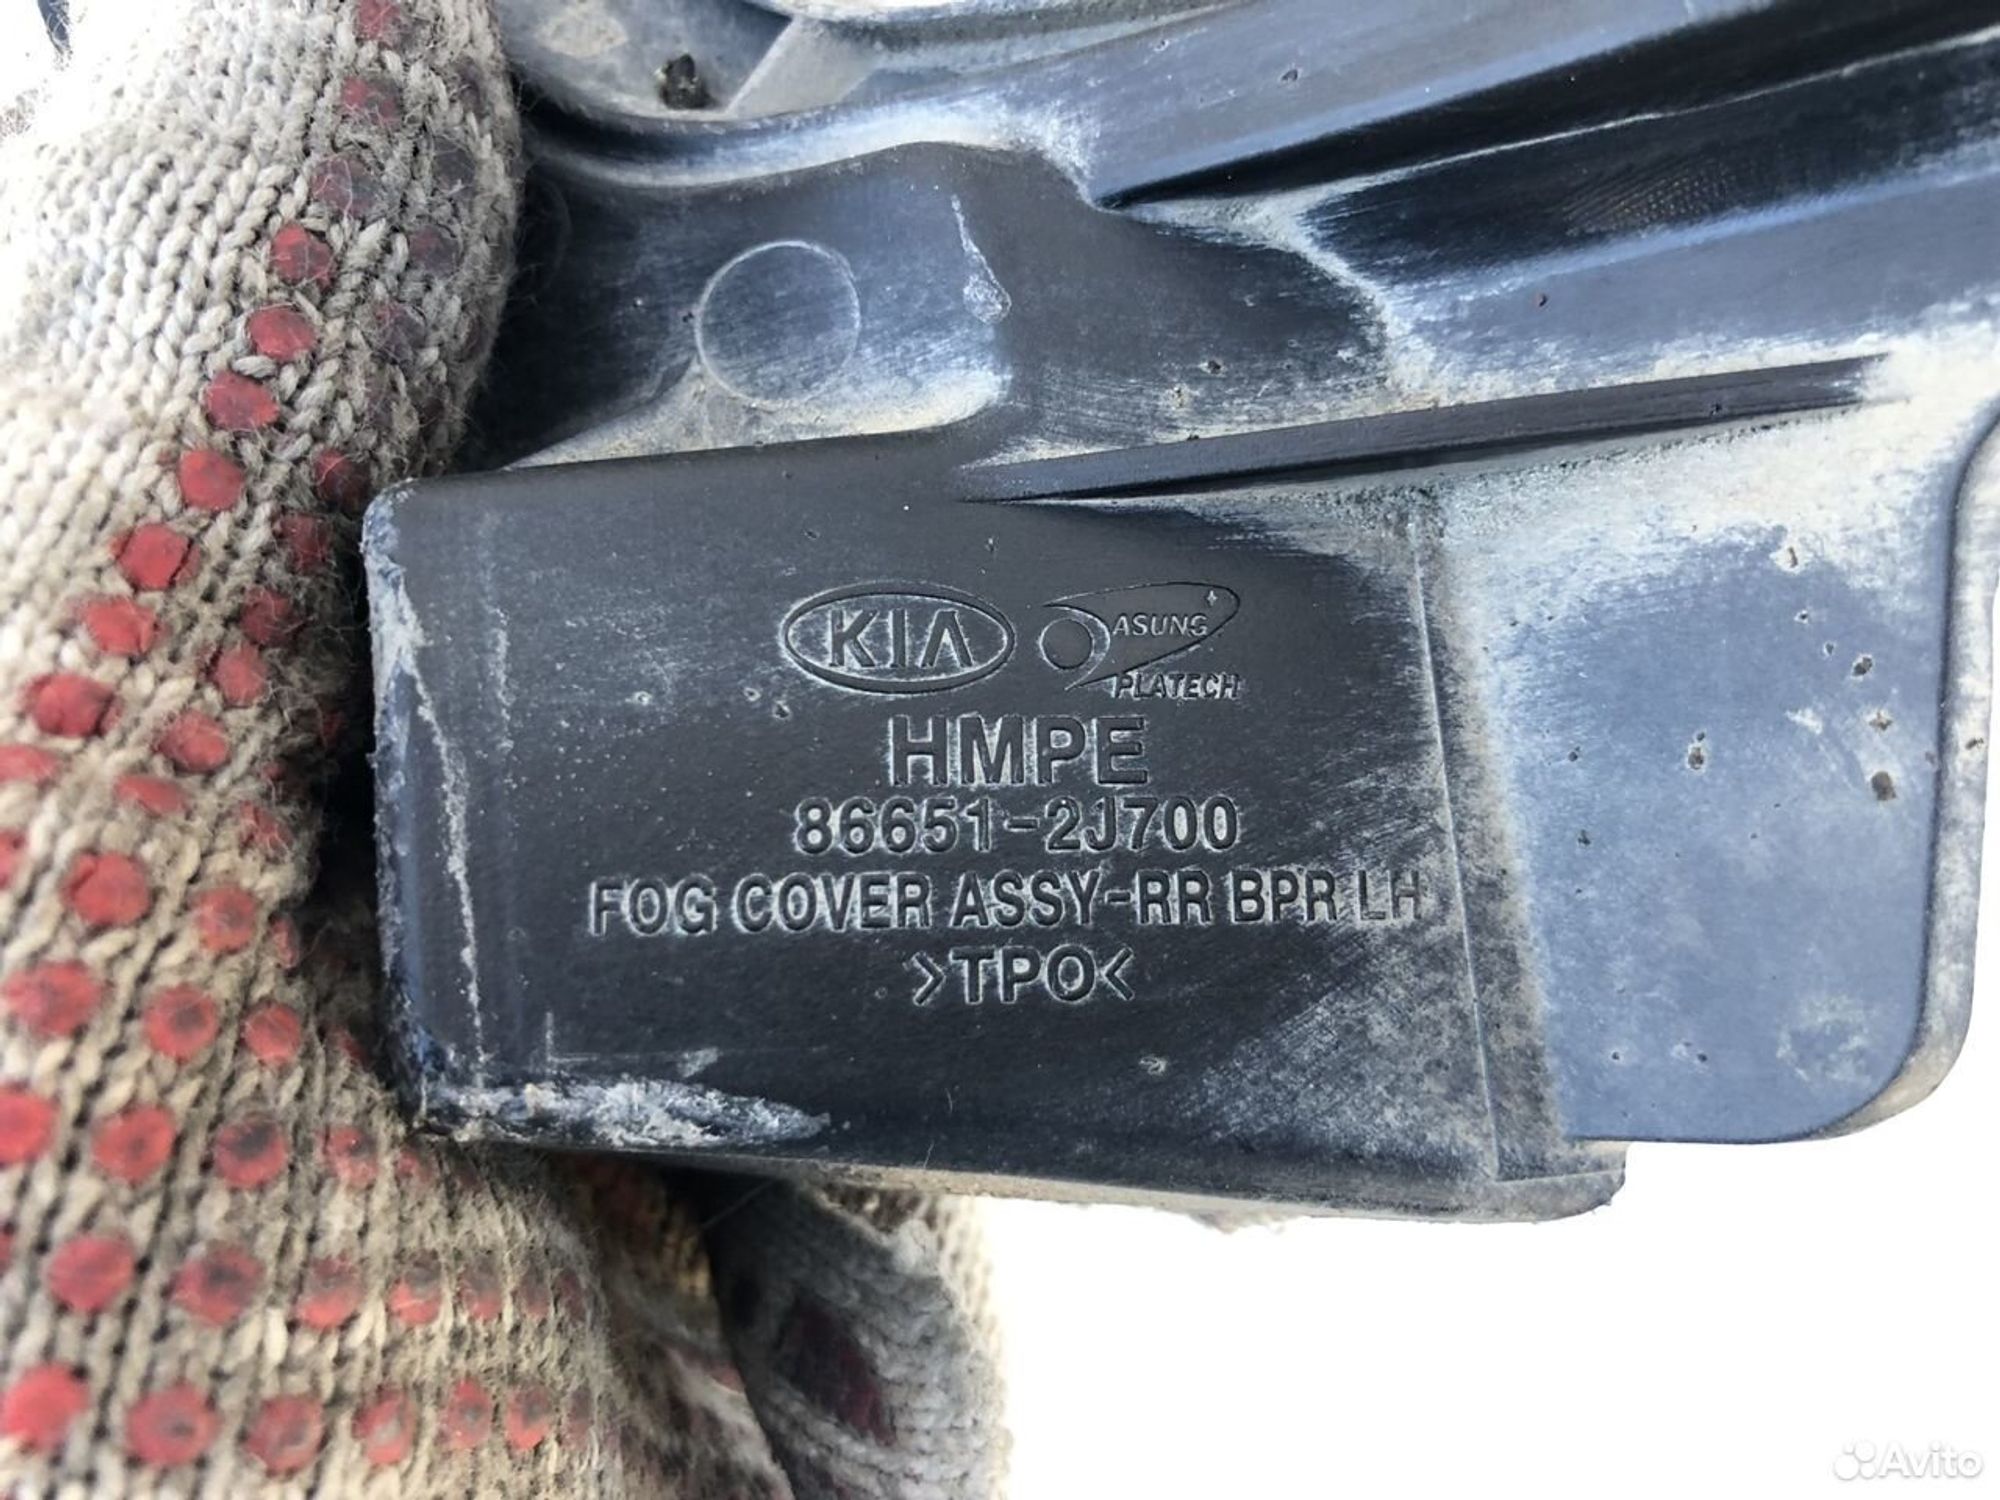 KIA ASUNG
PLATECH
HMPE
86651-2J700
FOG COVER ASSY-RR BPR LH
>TPO<
Avito